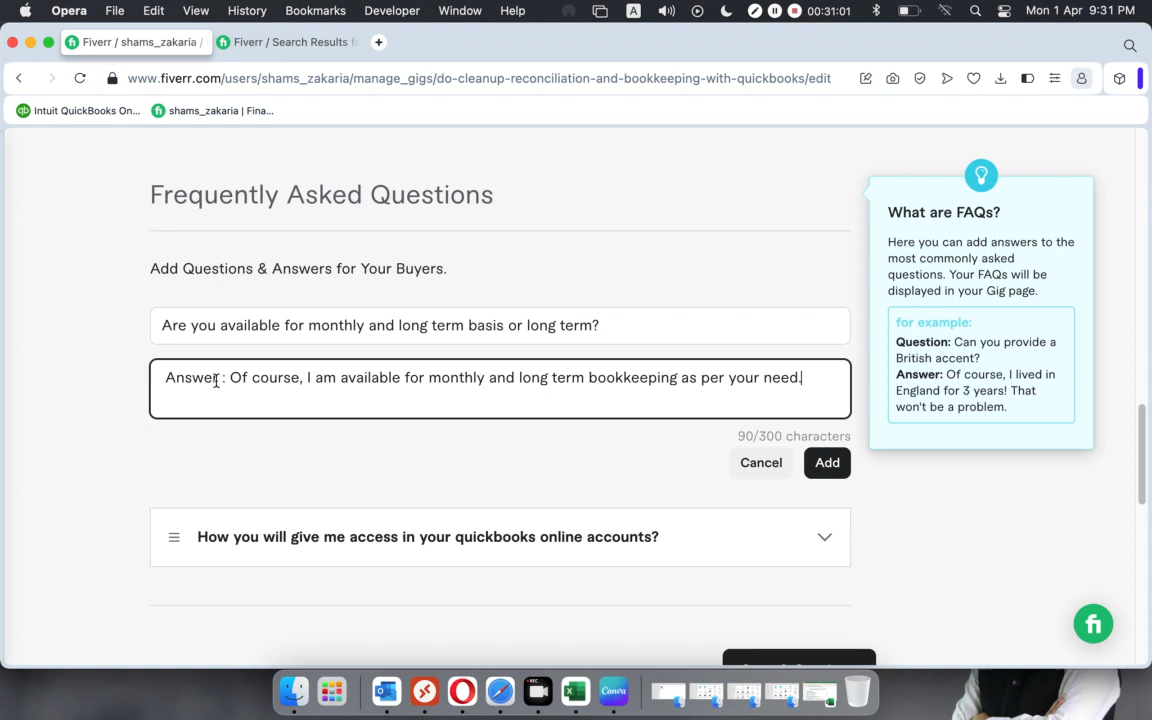 Opera File Edit View History Bookmarks Developer Window Help A 00:31:01 Mon 1 Apr 9:31 PM
Fiverr / shams_zakaria / Fiverr / Search Results fo
www.fiverr.com/users/shams_zakaria/manage_gigs/do-cleanup-reconciliation-and-bookkeeping-with-quickbooks/edit
qb Intuit QuickBooks On... fi shams_zakaria | Fina...
Frequently Asked Questions
Add Questions & Answers for Your Buyers.
Are you available for monthly and long term basis or long term?
Answer : Of course, I am available for monthly and long term bookkeeping as per your need.
90/300 characters
Cancel Add
How you will give me access in your quickbooks online accounts?
What are FAQs?
Here you can add answers to the
most commonly asked
questions. Your FAQs will be
displayed in your Gig page.
for example:
Question: Can you provide a
British accent?
Answer: Of course, I lived in
England for 3 years! That
won't be a problem.
fi
REC
Canva